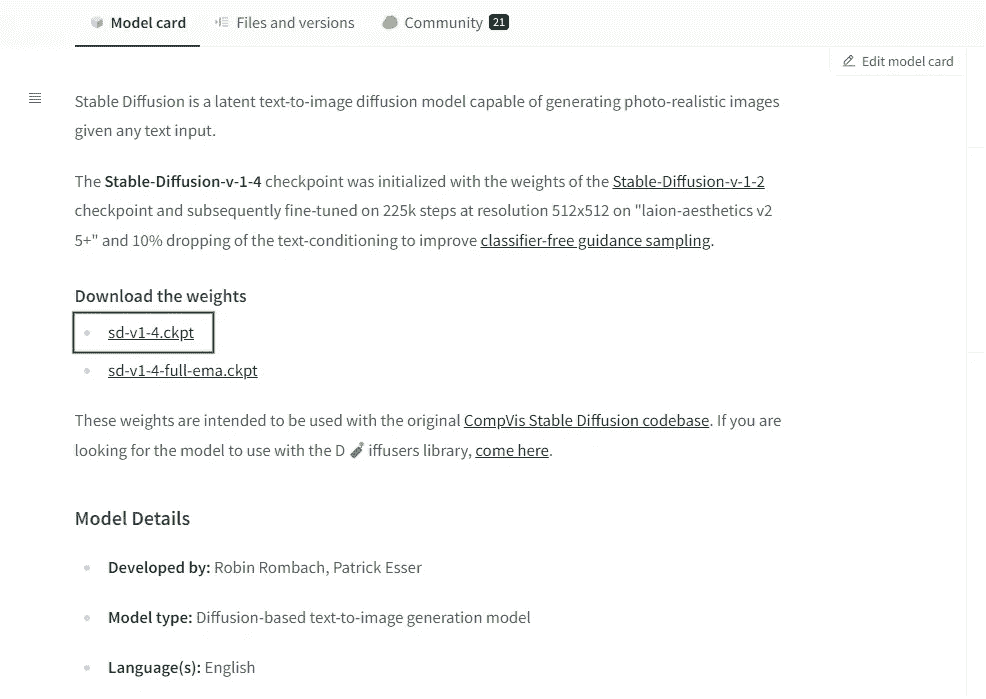 Model card Files and versions Community 21
Edit model card
Stable Diffusion is a latent text-to-image diffusion model capable of generating photo-realistic images
given any text input.
The Stable-Diffusion-v-1-4 checkpoint was initialized with the weights of the Stable-Diffusion-v-1-2
checkpoint and subsequently fine-tuned on 225k steps at resolution 512x512 on "laion-aesthetics v2
5+" and 10% dropping of the text-conditioning to improve classifier-free guidance sampling.
Download the weights
sd-v1-4.ckpt
sd-v1-4-full-ema.ckpt
These weights are intended to be used with the original CompVis Stable Diffusion codebase. If you are
looking for the model to use with the D🧨iffusers library, come here.
Model Details
Developed by: Robin Rombach, Patrick Esser
Model type: Diffusion-based text-to-image generation model
Language(s): English